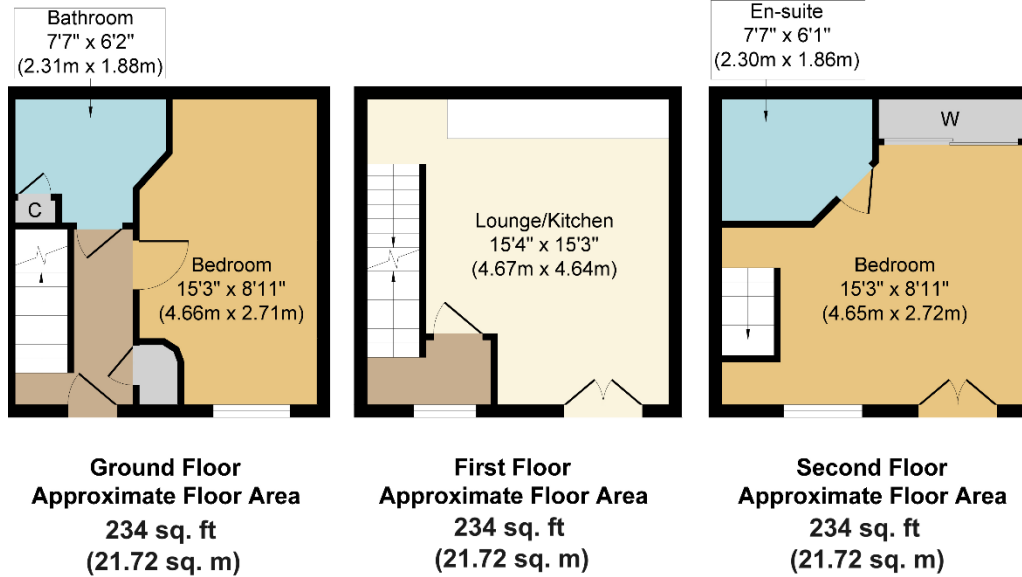 Bathroom
7'7" x 6'2"
(2.31m x 1.88m)
C
Bedroom
15'3" x 8'11"
(4.66m x 2.71m)
Ground Floor
Approximate Floor Area
234 sq. ft
(21.72 sq. m)
Lounge/Kitchen
15'4" x 15'3"
(4.67m x 4.64m)
First Floor
Approximate Floor Area
234 sq. ft
(21.72 sq. m)
En-suite
7'7" x 6'1"
(2.30m x 1.86m)
W
Bedroom
15'3" x 8'11"
(4.65m x 2.72m)
Second Floor
Approximate Floor Area
234 sq. ft
(21.72 sq. m)